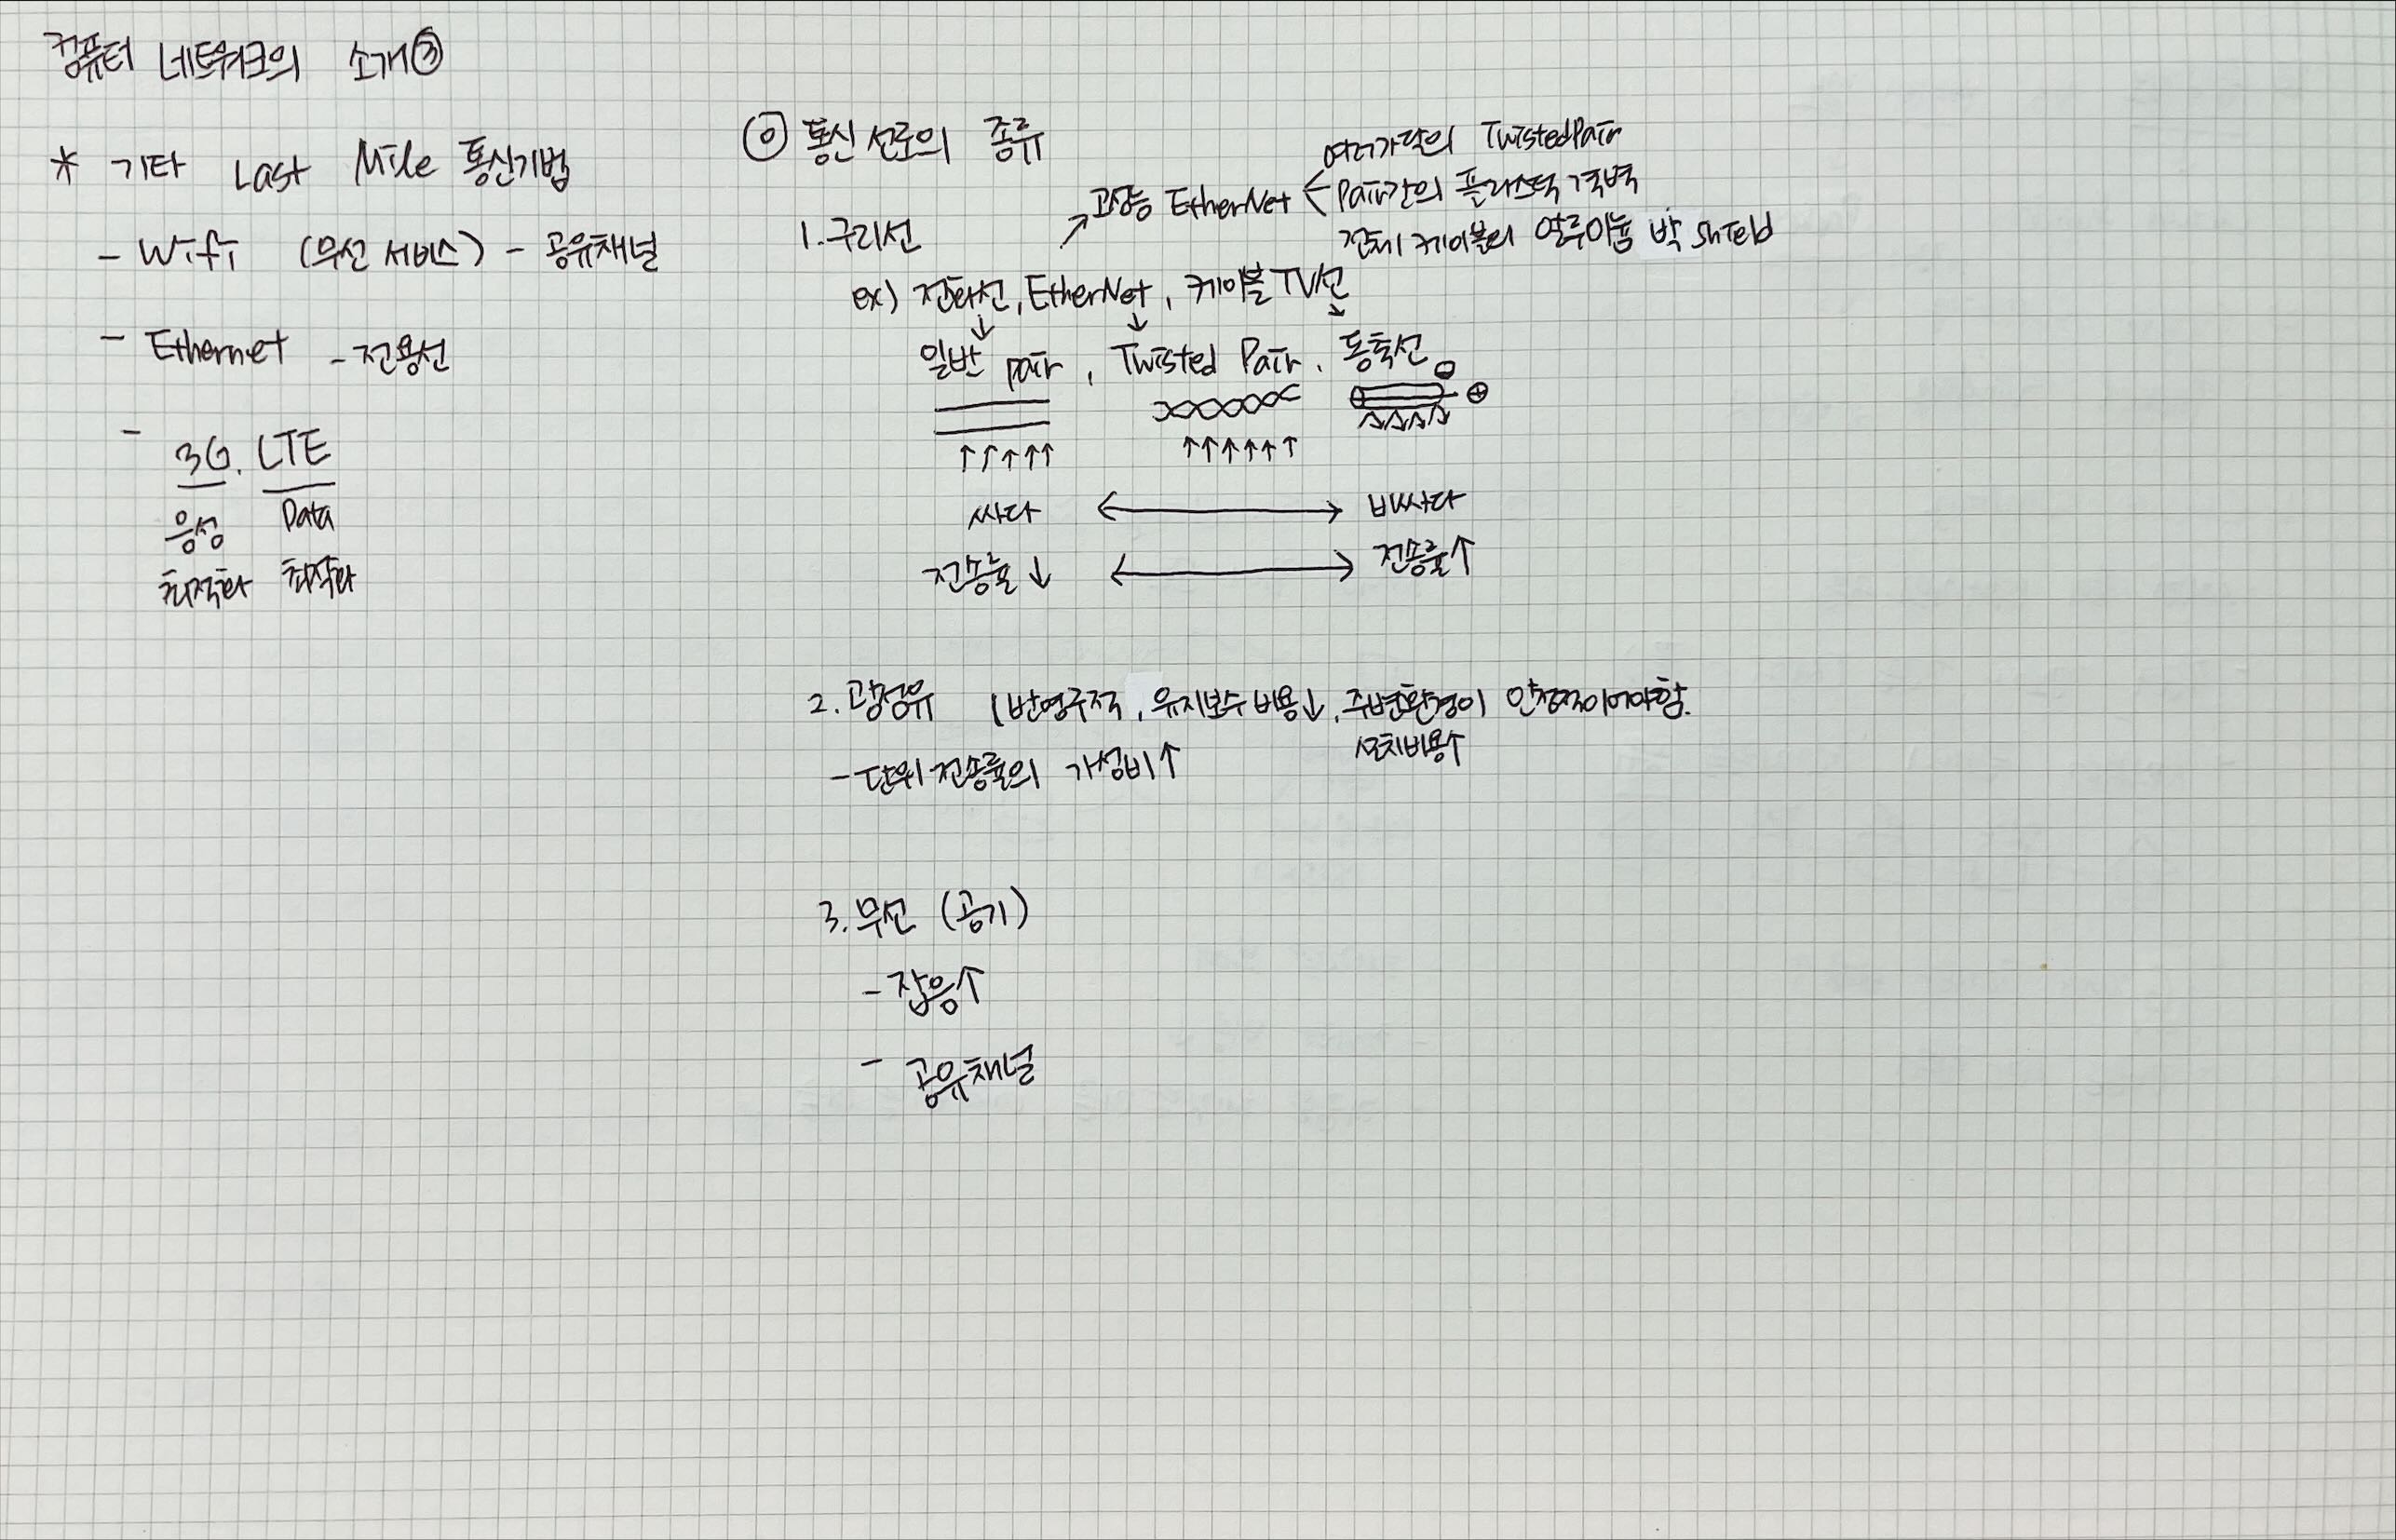 컴퓨터 네트워크의 소개③
* 기타 Last Mile 통신기법
- Wifi (무선 서비스) - 공유채널
- Ethernet - 전용선
- 3G. LTE
음성 Data
최적화 최적화
◎ 통신 선로의 종류
1. 구리선
↗고성능 EtherNet <
여러가닥의 TwistedPair
Pair간의 플라스틱 격벽
전체 케이블의 알루미늄 박 shield
ex) 전화선, EtherNet, 케이블 TV선
↓ ↓ ↓
일반 pair, Twisted Pair. 동축선
⊖
⊕
↑↑↑↑↑ ↑↑↑↑↑↑
싸다 ↔ 비싸다
전송률↓ ↔ 전송률↑
2. 광섬유 (반영구적, 유지보수 비용↓, 주변환경이 안정적이어야함.
설치비용↑
- 단위 전송률의 가성비↑
3. 무선 (공기)
- 잡음↑
- 공유채널